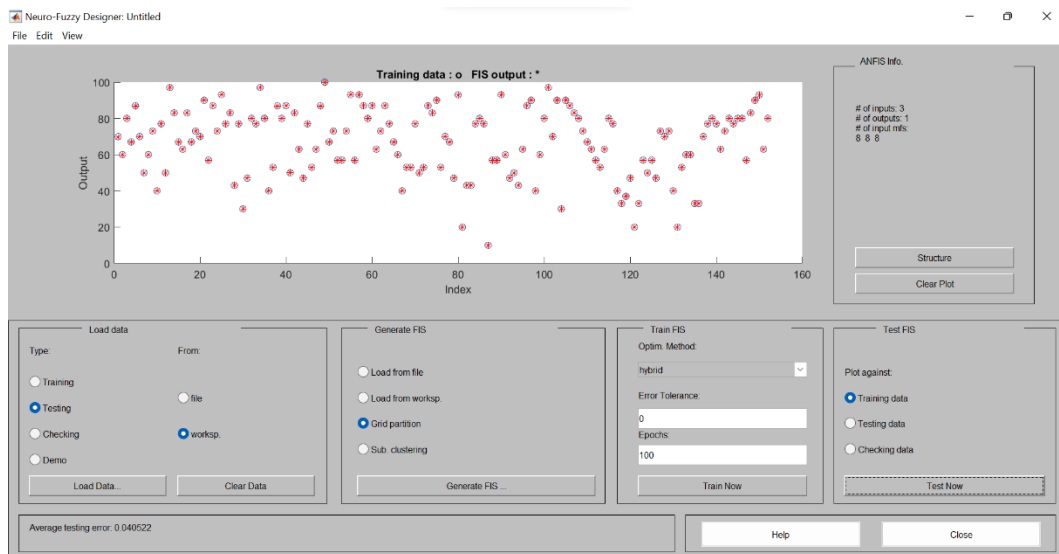 Neuro-Fuzzy Designer: Untitled
File Edit View
Training data : o FIS output : *
100
80
60
40
20
0
Output
0 20 40 60 80 100 120 140 160
Index
ANFIS Info.
# of inputs: 3
# of outputs: 1
# of input mfs:
8 8 8
Structure
Clear Plot
Load data
Type:
From:
Training
Testing
Checking
Demo
file
worksp.
Load Data...
Clear Data
Generate FIS
Load from file
Load from worksp.
Grid partition
Sub. clustering
Generate FIS ...
Train FIS
Optim. Method:
hybrid
Error Tolerance:
0
Epochs:
100
Train Now
Test FIS
Plot against:
Training data
Testing data
Checking data
Test Now
Average testing error: 0.040522
Help
Close